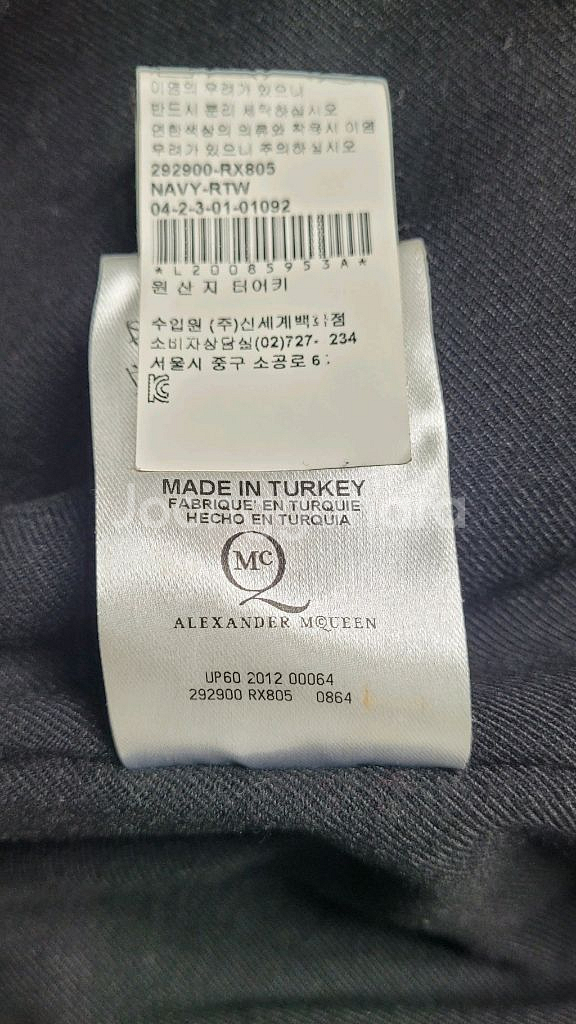 이염의 우려가 있으니
반드시 분리 세탁하십시오
연한색상의 의류와 착용시 이염
우려가 있으니 주의하십시오
292900-RX805
NAVY-RTW
04-2-3-01-01092
*L20085953A*
원산지 터어키
수입원 (주)신세계백화점
소비자상담실(02)727- 234
서울시 중구 소공로 6
MADE IN TURKEY
FABRIQUE' EN TURQUIE
HECHO EN TURQUIA
McQ
ALEXANDER McQUEEN
UP60 2012 00064
292900 RX805 0864